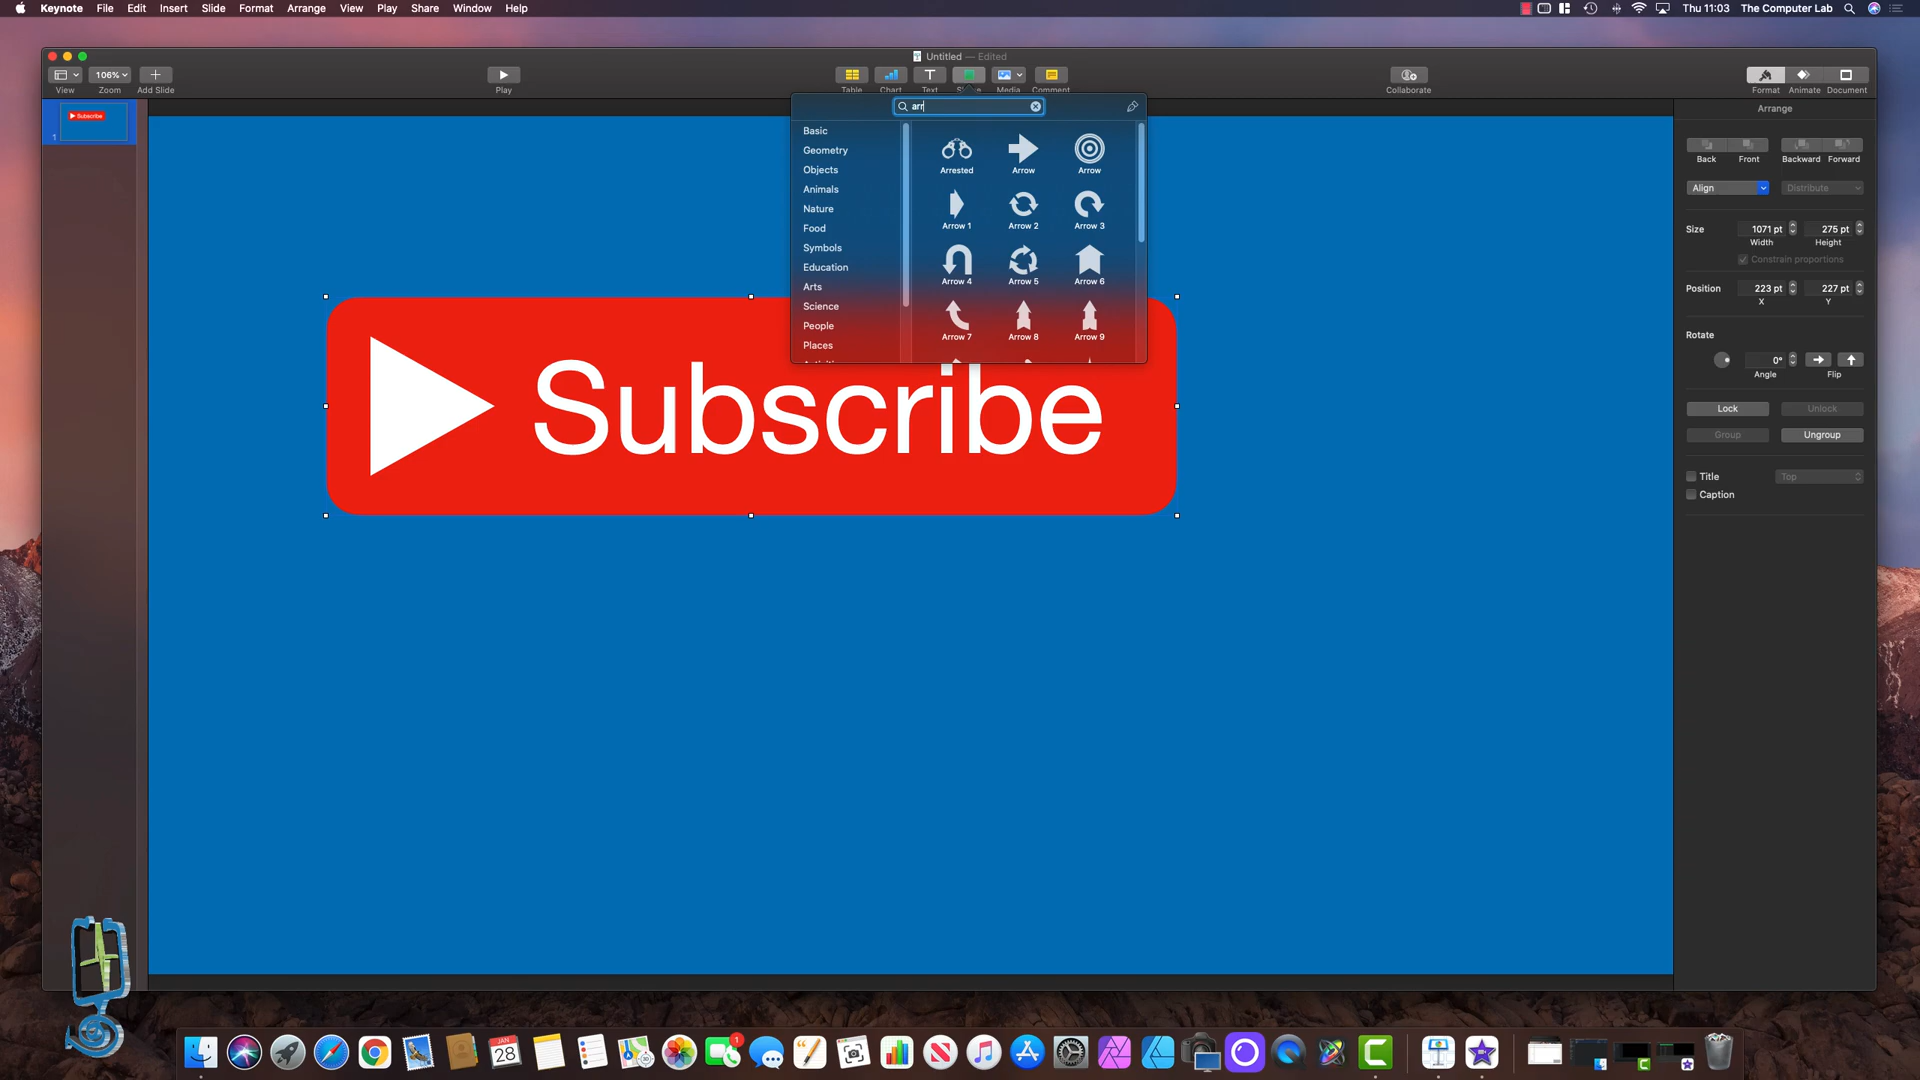 Keynote File Edit Insert Slide Format Arrange View Play Share Window Help Thu 11:03 The Computer Lab
Untitled — Edited
106%
View Zoom Add Slide Play Table Chart Text Media Comment Collaborate Format Animate Document
arr
Subscribe
1
Basic
Geometry
Objects
Animals
Nature
Food
Symbols
Education
Arts
Science
People
Places
Arrested Arrow Arrow
Arrow 1 Arrow 2 Arrow 3
Arrow 4 Arrow 5 Arrow 6
Arrow 7 Arrow 8 Arrow 9
Subscribe
Arrange
Back Front Backward Forward
Align Distribute
Size 1071 pt 275 pt
Width Height
Constrain proportions
Position 223 pt 227 pt
X Y
Rotate
0°
Angle Flip
Lock Unlock
Group Ungroup
Title Top
Caption
JAN
28
1